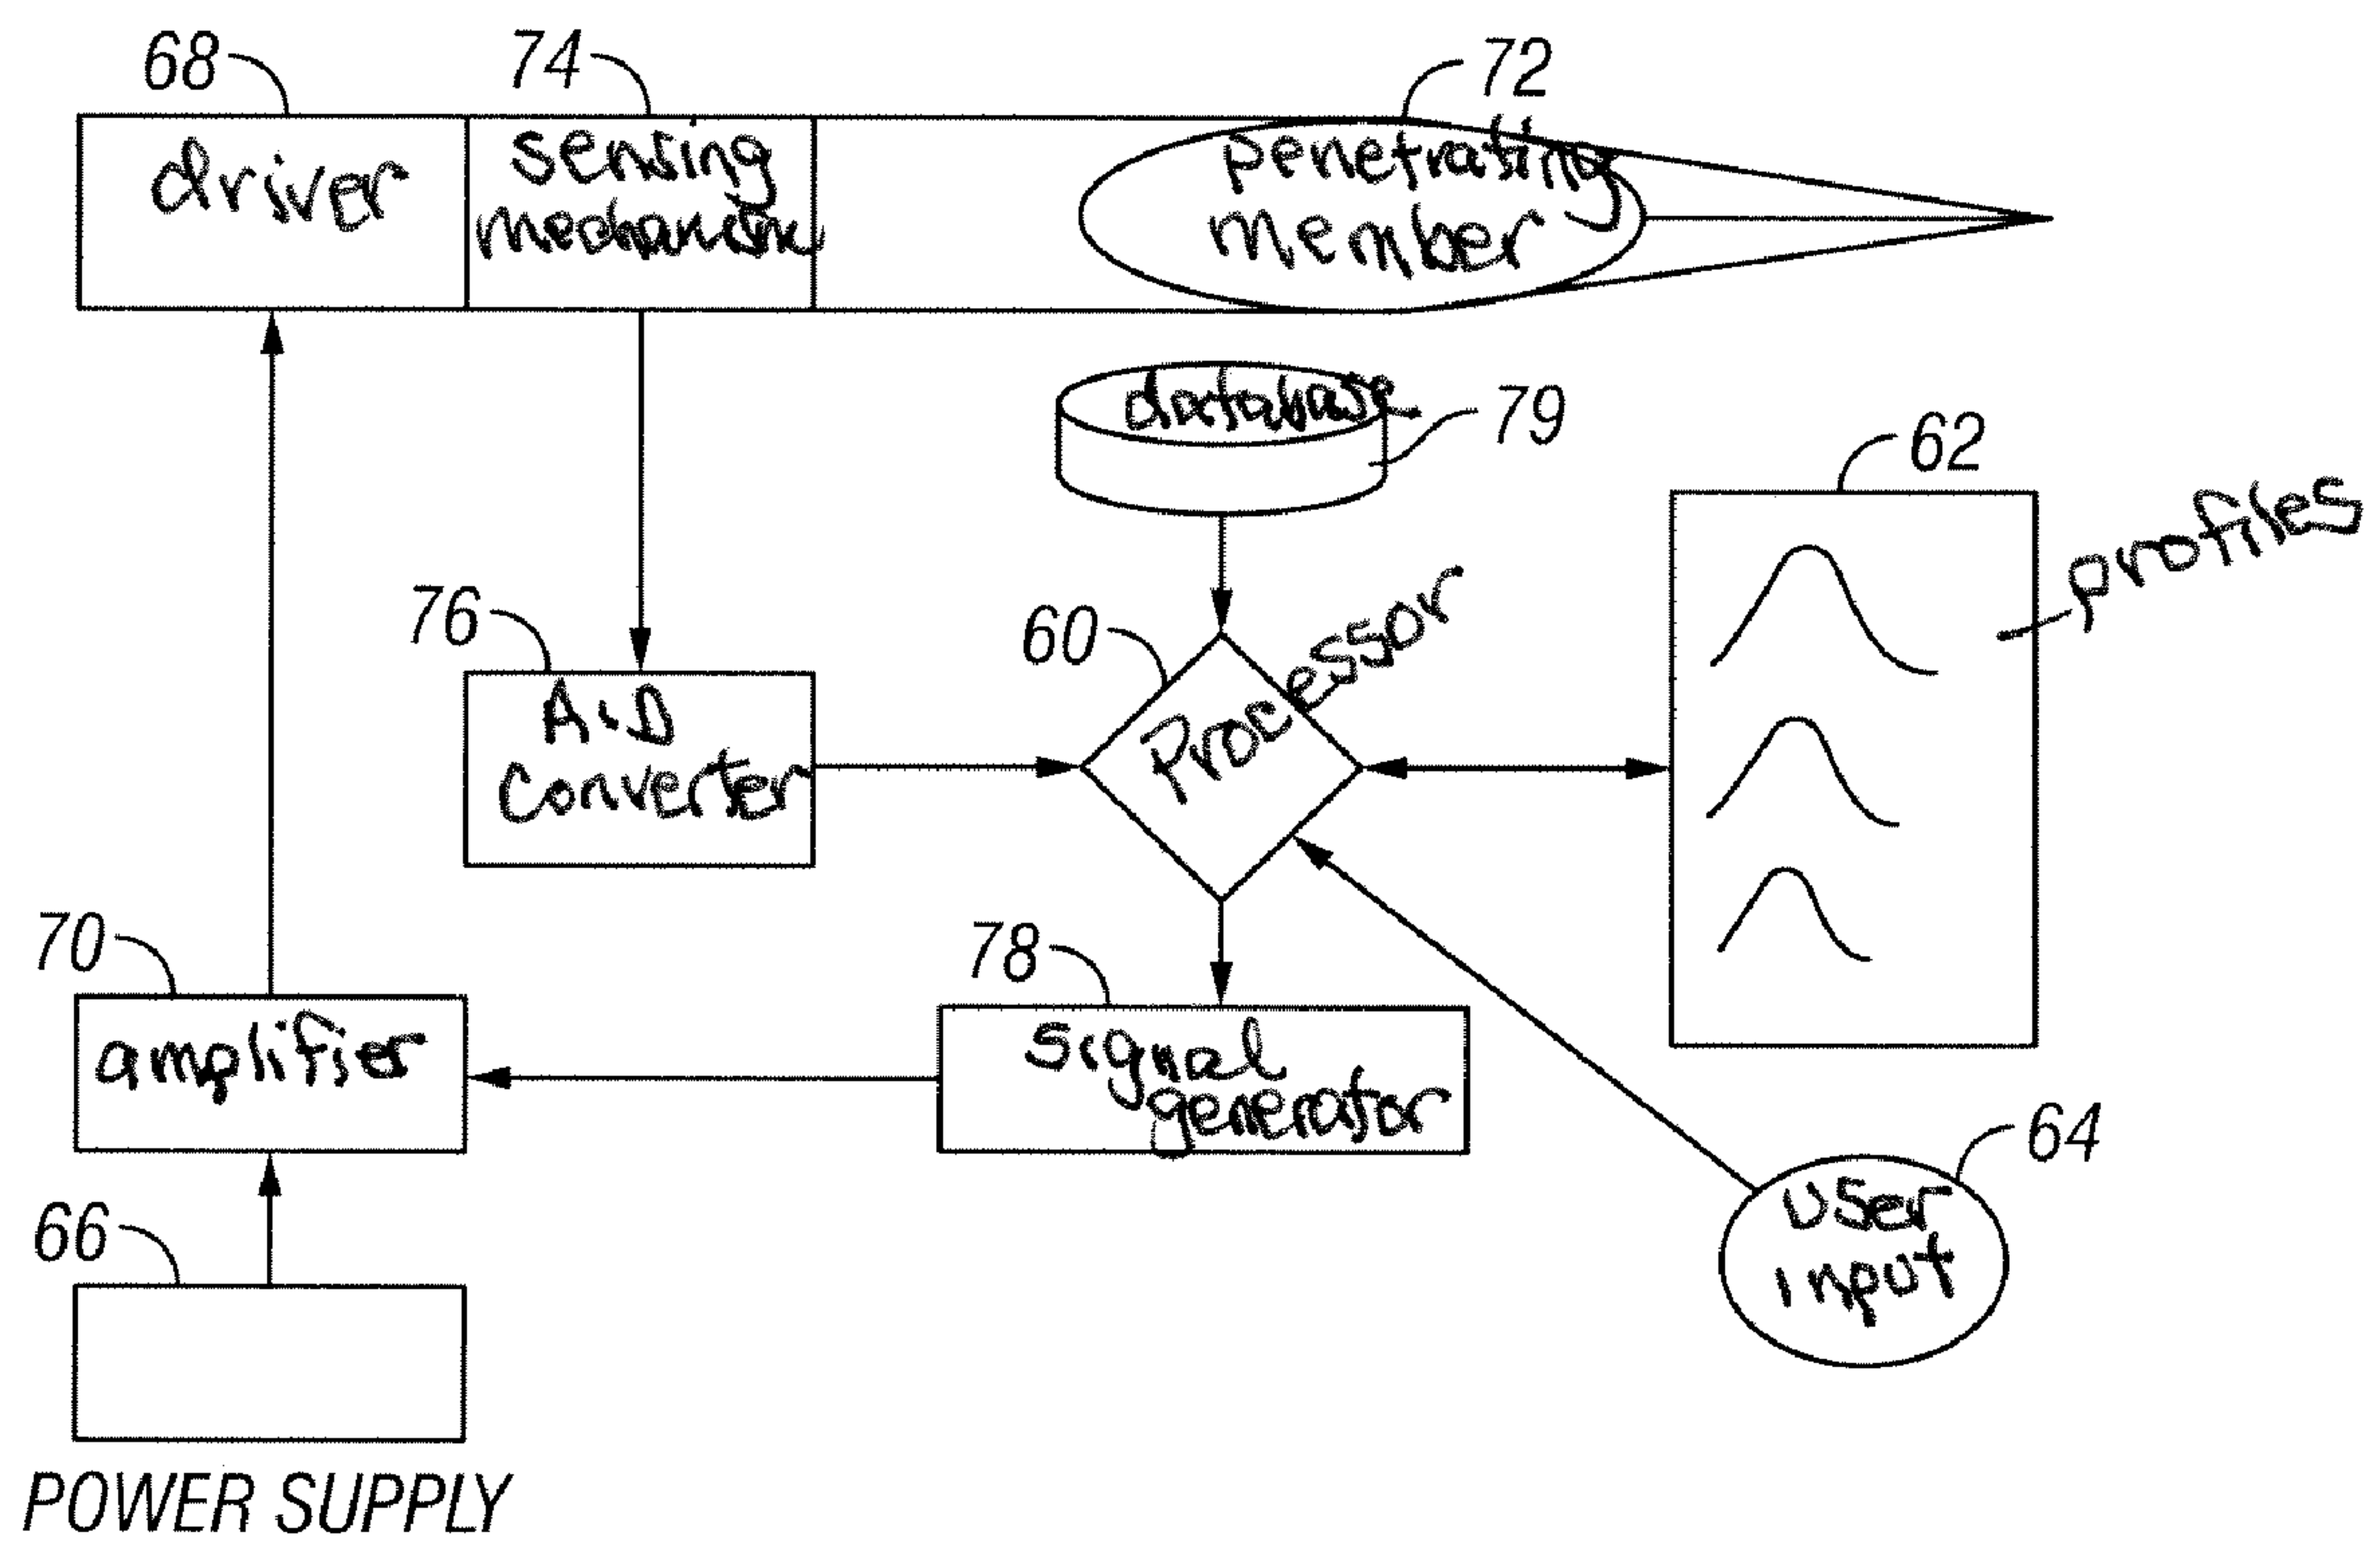 68
74
72
driver
sensing
mechanism
penetrating
member
database
79
62
profiles
76
60
Processor
A.D
Converter
70
78
amplifier
signal
generator
64
user
input
66
POWER SUPPLY